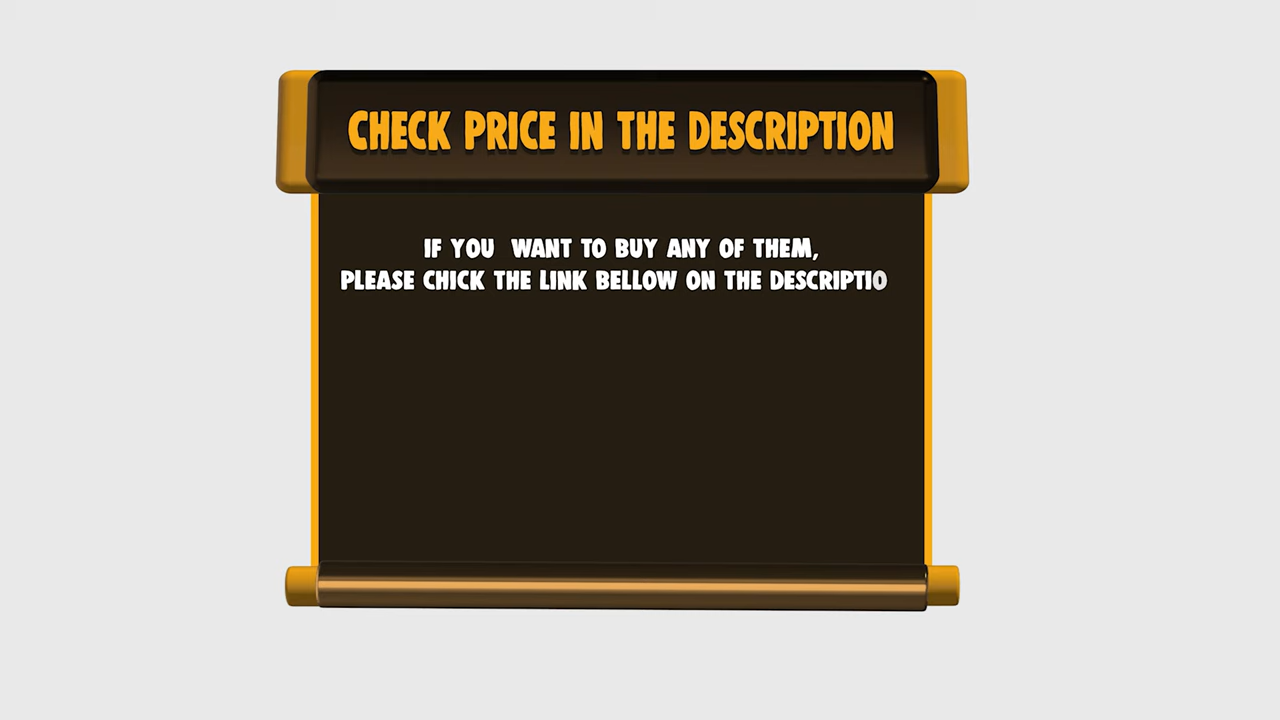 CHECK PRICE IN THE DESCRIPTION
IF YOU WANT TO BUY ANY OF THEM,
PLEASE CHICK THE LINK BELLOW ON THE DESCRIPTIO